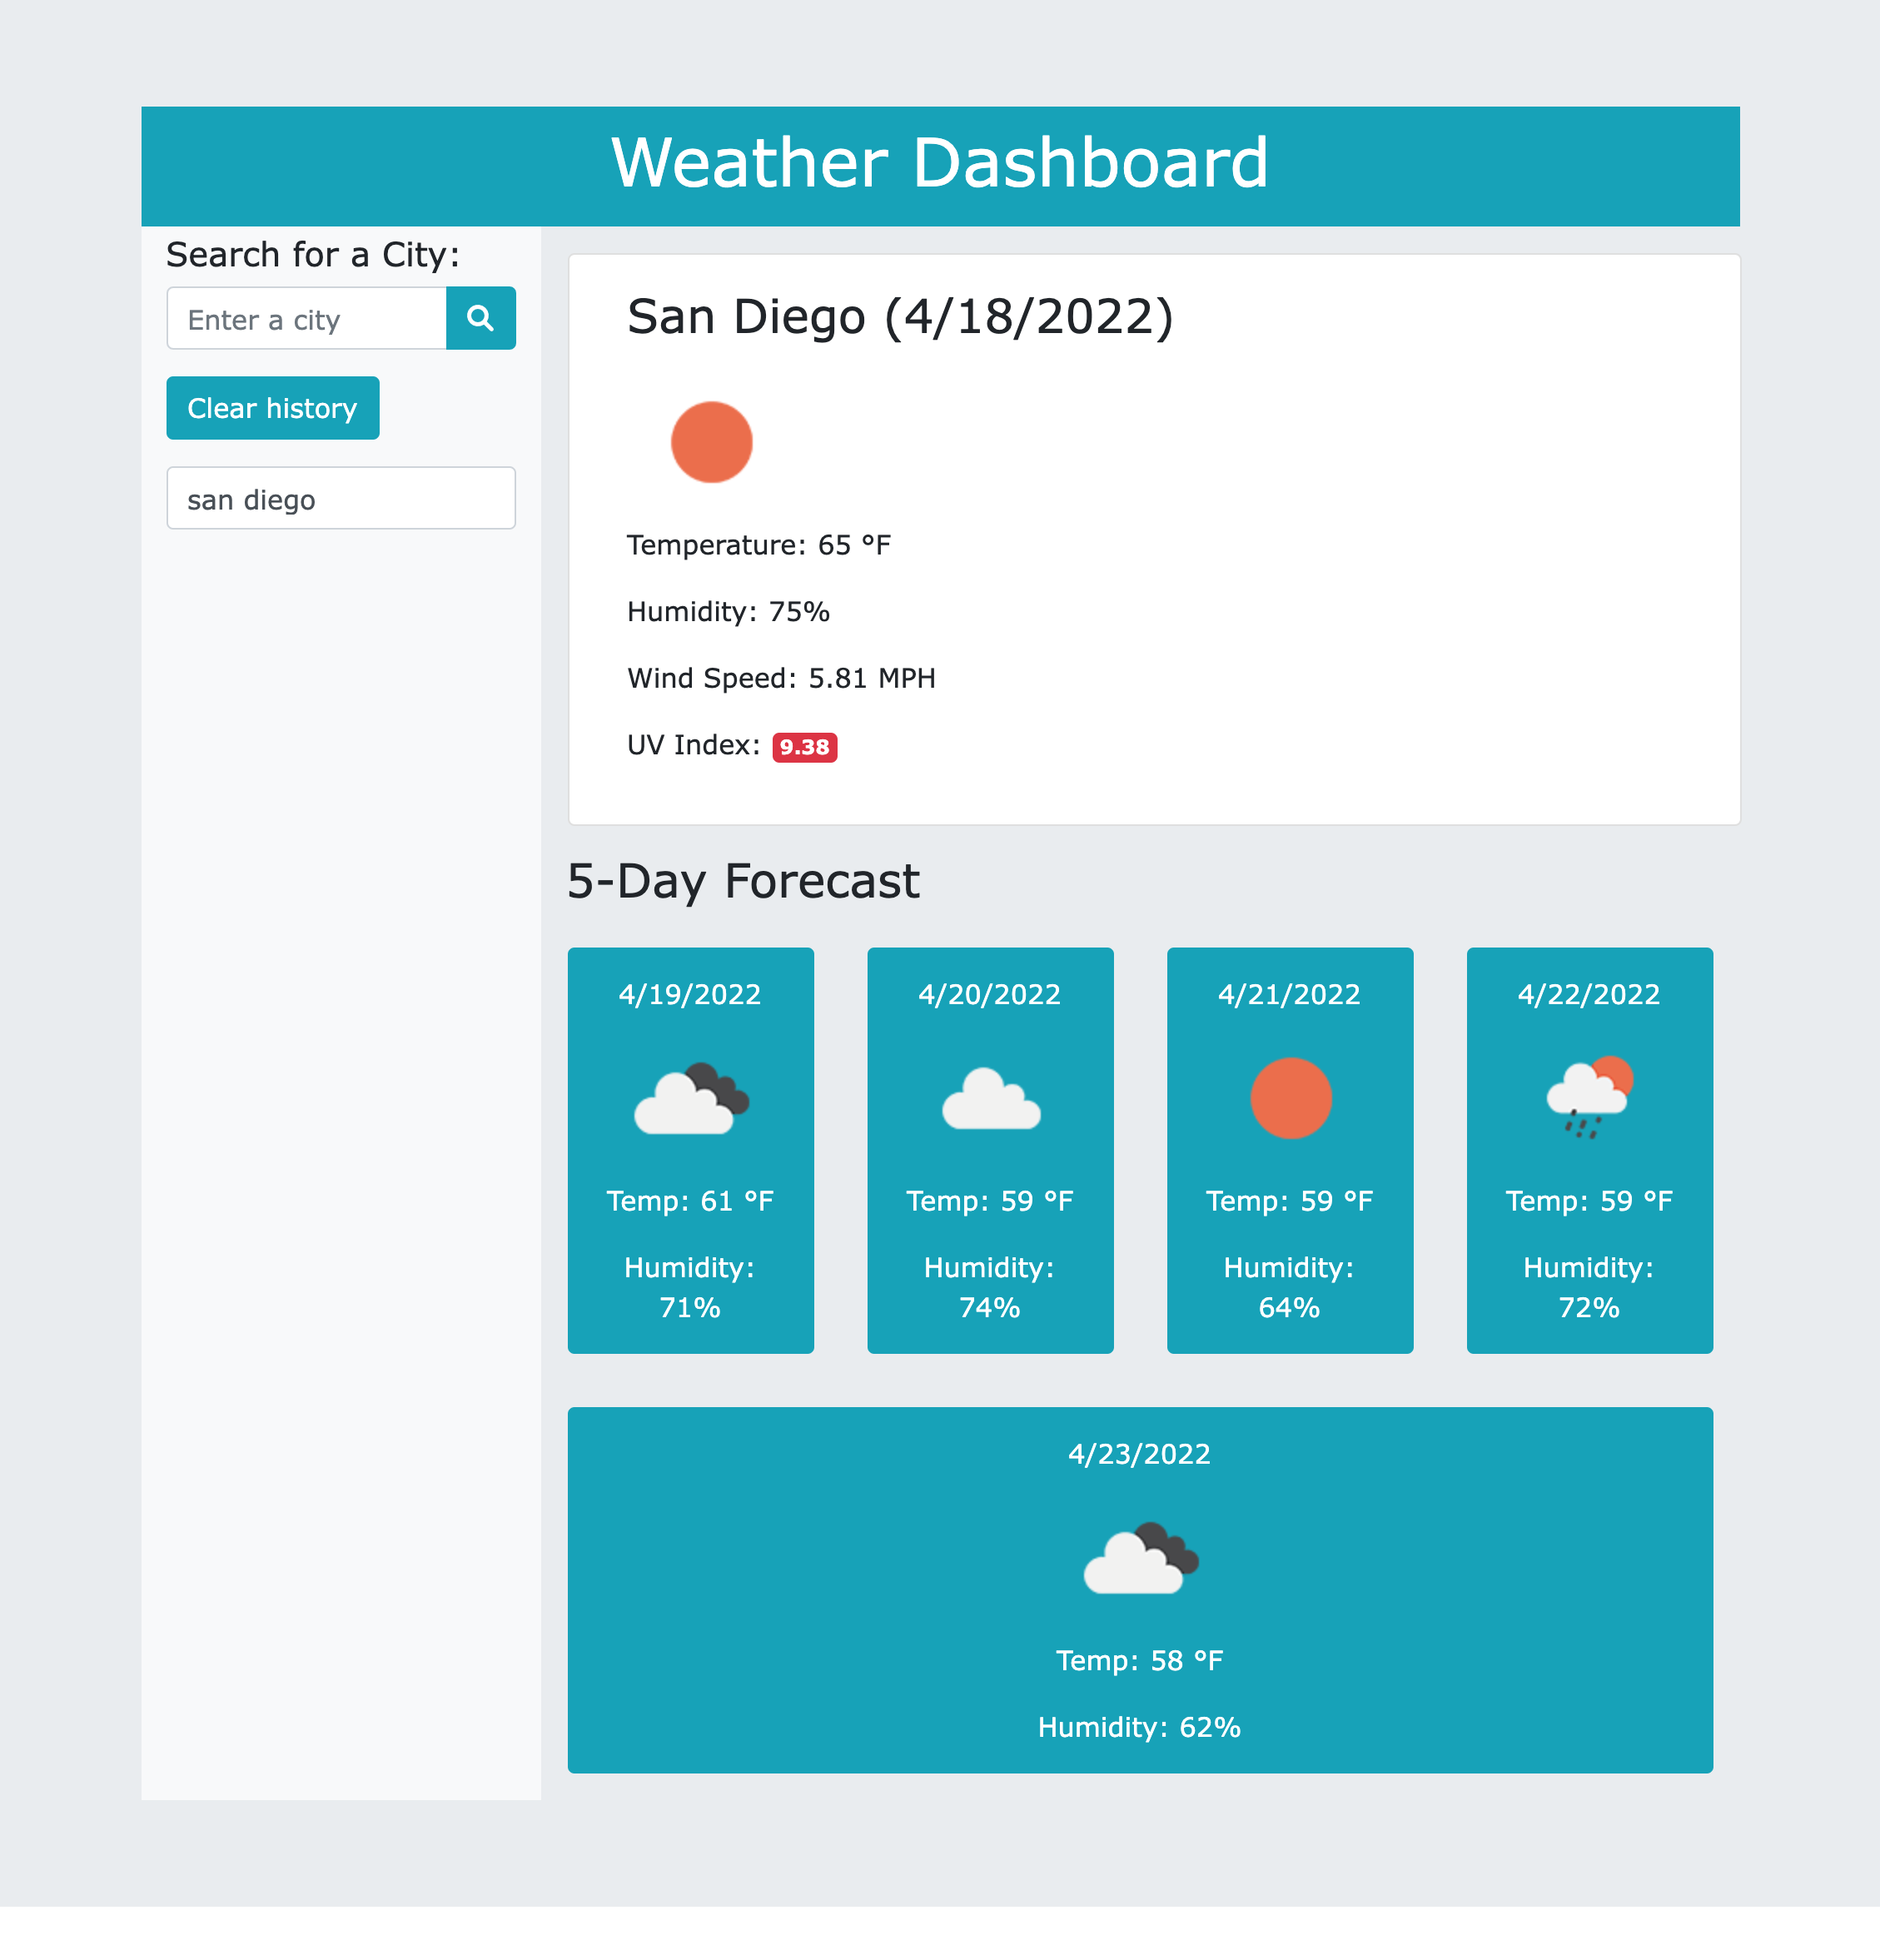 Weather Dashboard
Search for a City:
Enter a city
Clear history
san diego
San Diego (4/18/2022)
Temperature: 65 °F
Humidity: 75%
Wind Speed: 5.81 MPH
UV Index: 9.38
5-Day Forecast
4/19/2022
Temp: 61 °F
Humidity:
71%
4/20/2022
Temp: 59 °F
Humidity:
74%
4/21/2022
Temp: 59 °F
Humidity:
64%
4/22/2022
Temp: 59 °F
Humidity:
72%
4/23/2022
Temp: 58 °F
Humidity: 62%